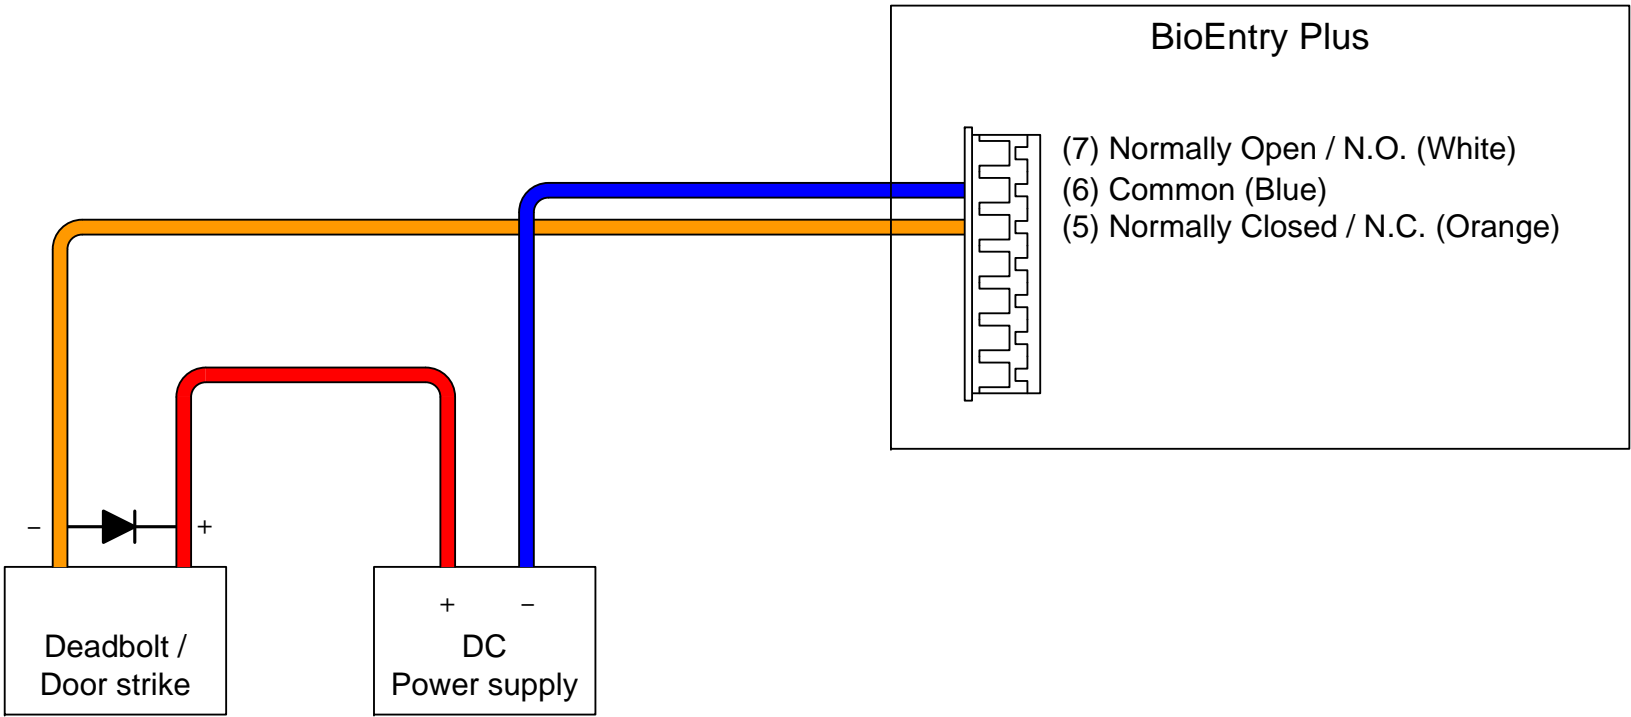 BioEntry Plus
(7) Normally Open / N.O. (White)
(6) Common (Blue)
(5) Normally Closed / N.C. (Orange)
− +
+ −
Deadbolt /
Door strike
DC
Power supply